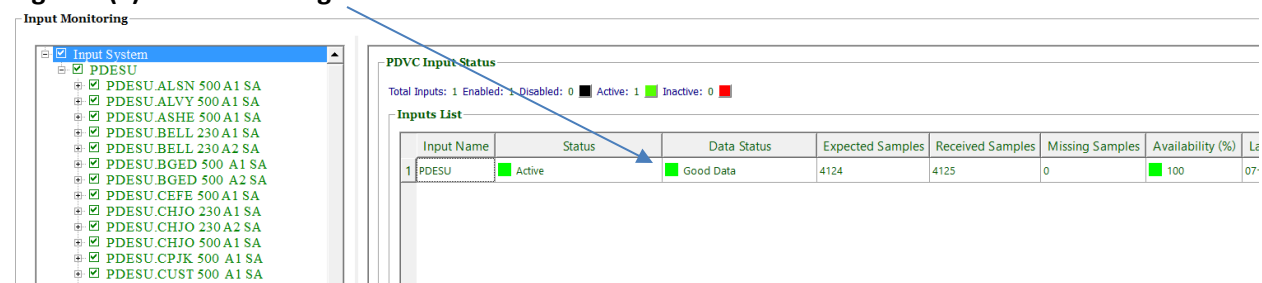 Input Monitoring
Input System
PDESU
PDESU.ALSN 500 A1 SA
PDESU.ALVY 500 A1 SA
PDESU.ASHE 500 A1 SA
PDESU.BELL 230 A1 SA
PDESU.BELL 230 A2 SA
PDESU.BGED 500 A1 SA
PDESU.BGED 500 A2 SA
PDESU.CEFE 500 A1 SA
PDESU.CHJO 230 A1 SA
PDESU.CHJO 230 A2 SA
PDESU.CHJO 500 A1 SA
PDESU.CPJK 500 A1 SA
PDESU.CUST 500 A1 SA
PDVC Input Status
Total Inputs: 1 Enabled: 1 Disabled: 0 Active: 1 Inactive: 0
Inputs List
Input Name Status Data Status Expected Samples Received Samples Missing Samples Availability (%) La
1 PDESU Active Good Data 4124 4125 0 100 07-